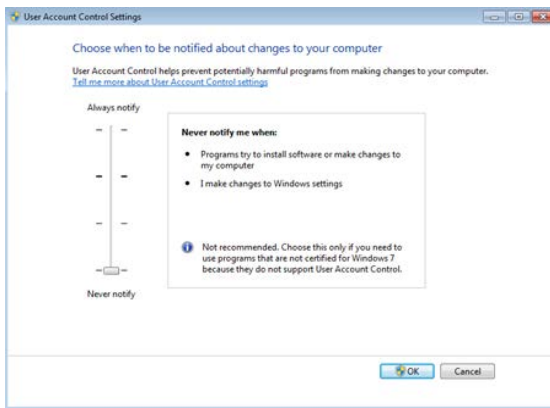 User Account Control Settings
Choose when to be notified about changes to your computer
User Account Control helps prevent potentially harmful programs from making changes to your computer.
Tell me more about User Account Control settings
Always notify
Never notify me when:
• Programs try to install software or make changes to
my computer
• I make changes to Windows settings
Not recommended. Choose this only if you need to
use programs that are not certified for Windows 7
because they do not support User Account Control.
Never notify
OK Cancel